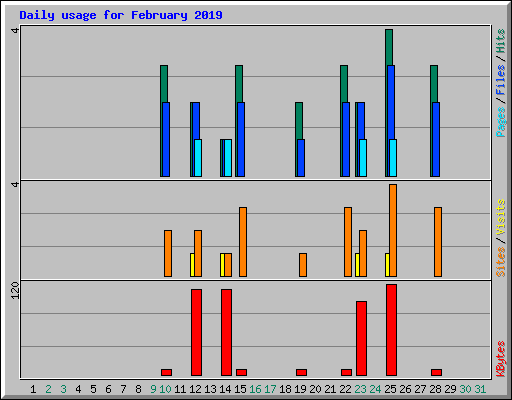 Daily usage for February 2019
4
Pages / Files / Hits
4
Sites / Visits
120
KBytes
1 2 3 4 5 6 7 8 9 10 11 12 13 14 15 16 17 18 19 20 21 22 23 24 25 26 27 28 29 30 31